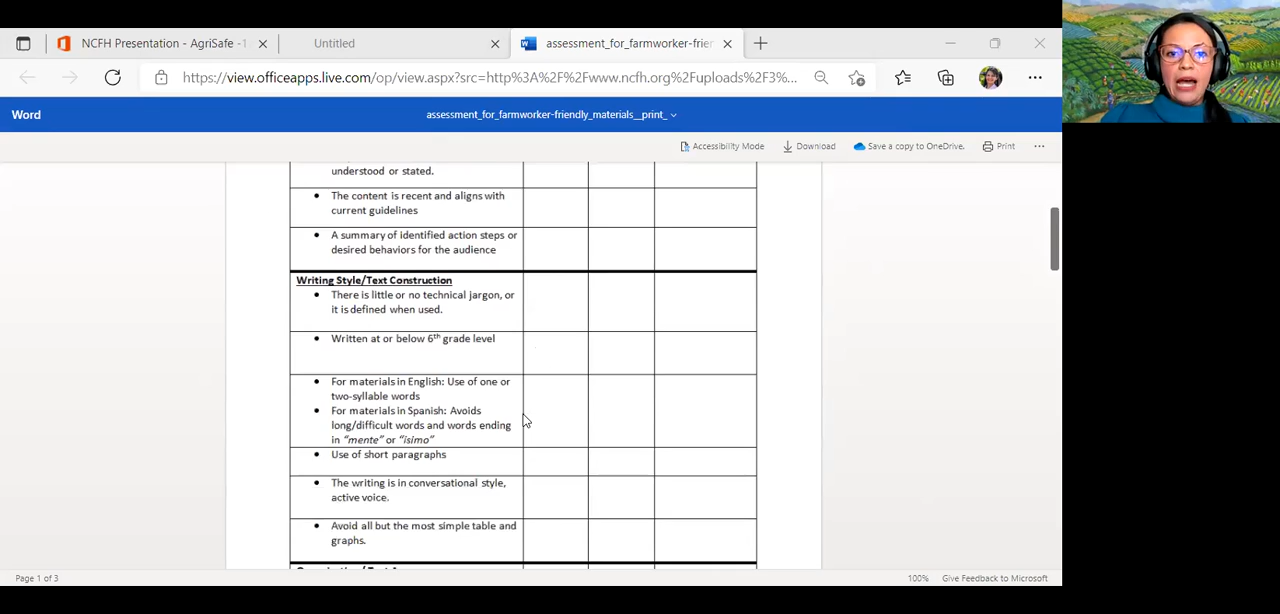 NCFH Presentation - AgriSafe -1
Untitled
assessment_for_farmworker-frier
https://view.officeapps.live.com/op/view.aspx?src=http%3A%2F%2Fwww.ncfh.org%2Fuploads%2F3%...
Word
assessment_for_farmworker-friendly_materials__print_
Accessibility Mode
Download
Save a copy to OneDrive.
Print
understood or stated.
• The content is recent and aligns with
current guidelines
• A summary of identified action steps or
desired behaviors for the audience
Writing Style/Text Construction
• There is little or no technical jargon, or
it is defined when used.
• Written at or below 6th grade level
• For materials in English: Use of one or
two-syllable words
• For materials in Spanish: Avoids
long/difficult words and words ending
in “mente” or “isimo”
• Use of short paragraphs
• The writing is in conversational style,
active voice.
• Avoid all but the most simple table and
graphs.
Page 1 of 3
100%
Give Feedback to Microsoft